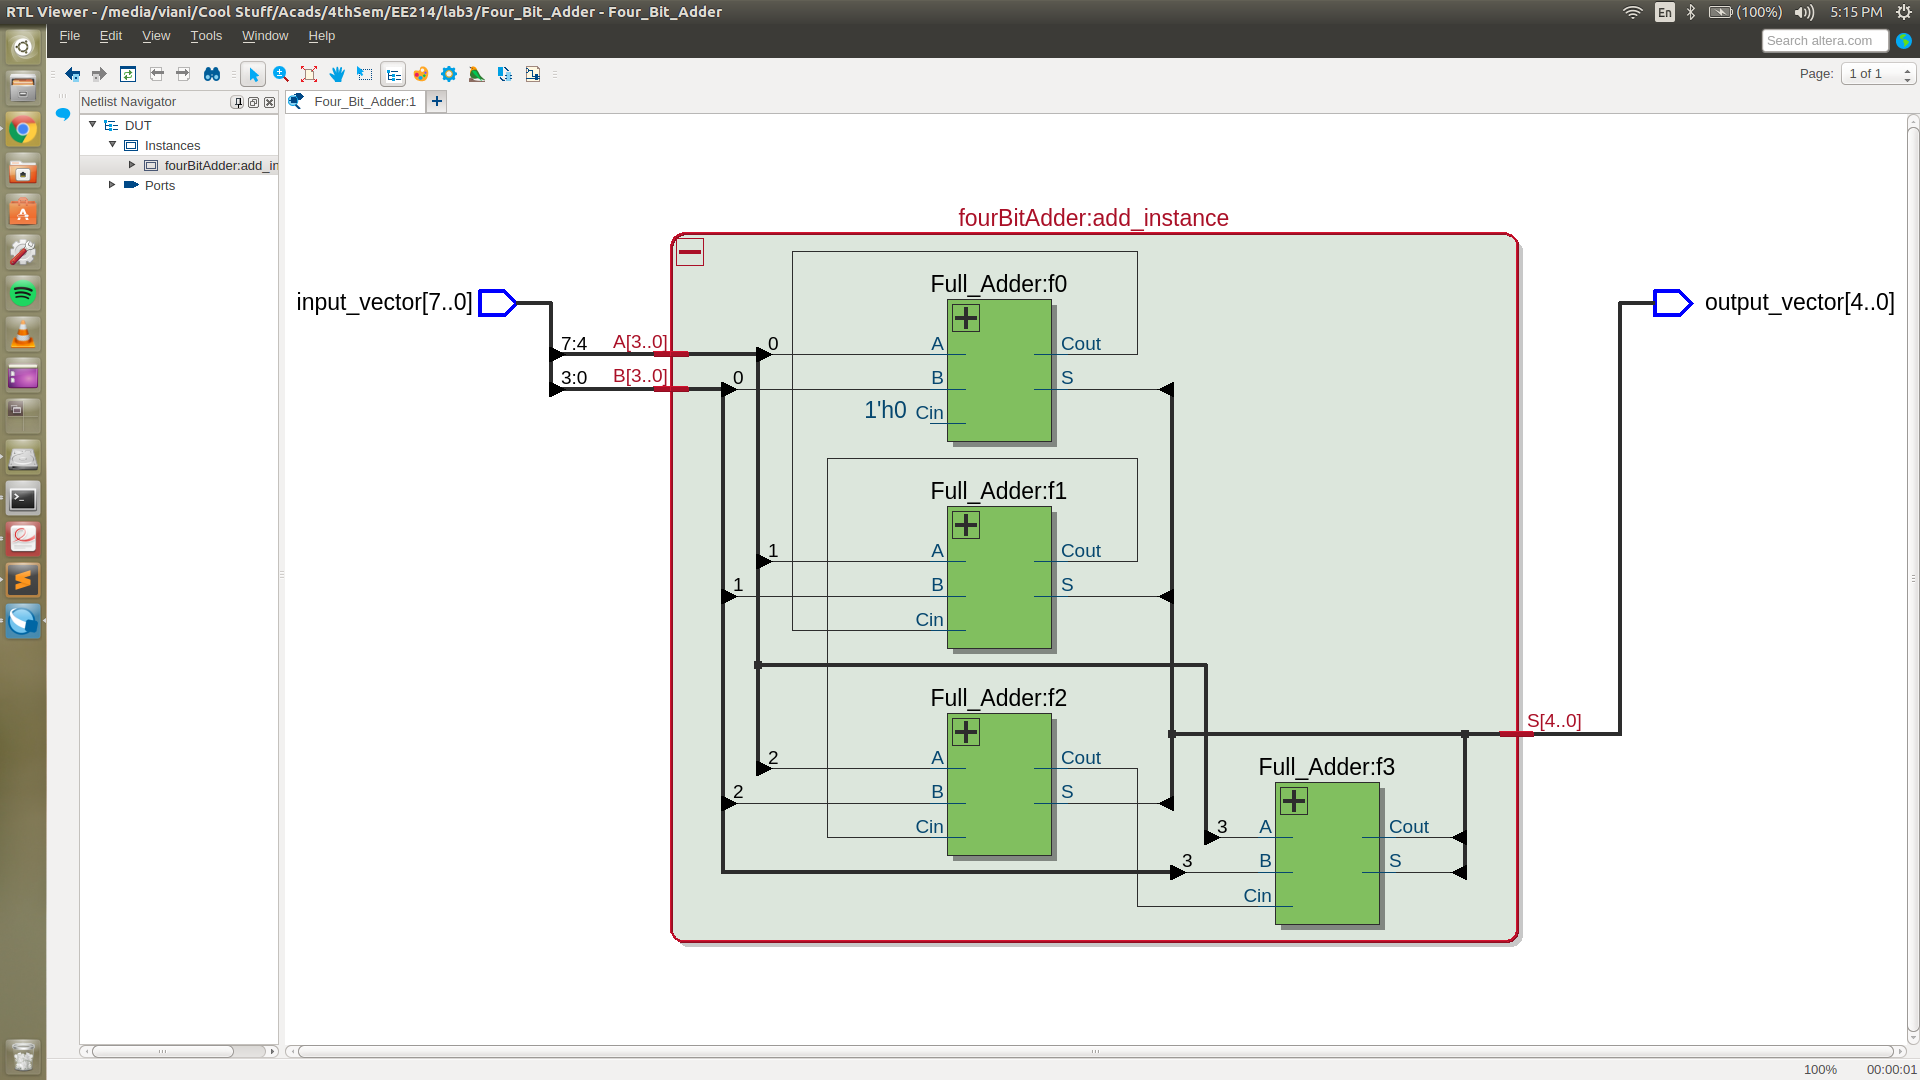 RTL Viewer - /media/viani/Cool Stuff/Acads/4thSem/EE214/lab3/Four_Bit_Adder - Four_Bit_Adder
En (100%) 5:15 PM
File Edit View Tools Window Help
Search altera.com
Page: 1 of 1
Netlist Navigator
Four_Bit_Adder:1
DUT
Instances
fourBitAdder:add_in
Ports
fourBitAdder:add_instance
input_vector[7..0]
output_vector[4..0]
7:4 A[3..0] 0
3:0 B[3..0] 0
Full_Adder:f0
A Cout
B S
1'h0 Cin
Full_Adder:f1
1 A Cout
1 B S
Cin
Full_Adder:f2
2 A Cout
2 B S
Cin
S[4..0]
Full_Adder:f3
3 A Cout
3 B S
Cin
100% 00:00:01